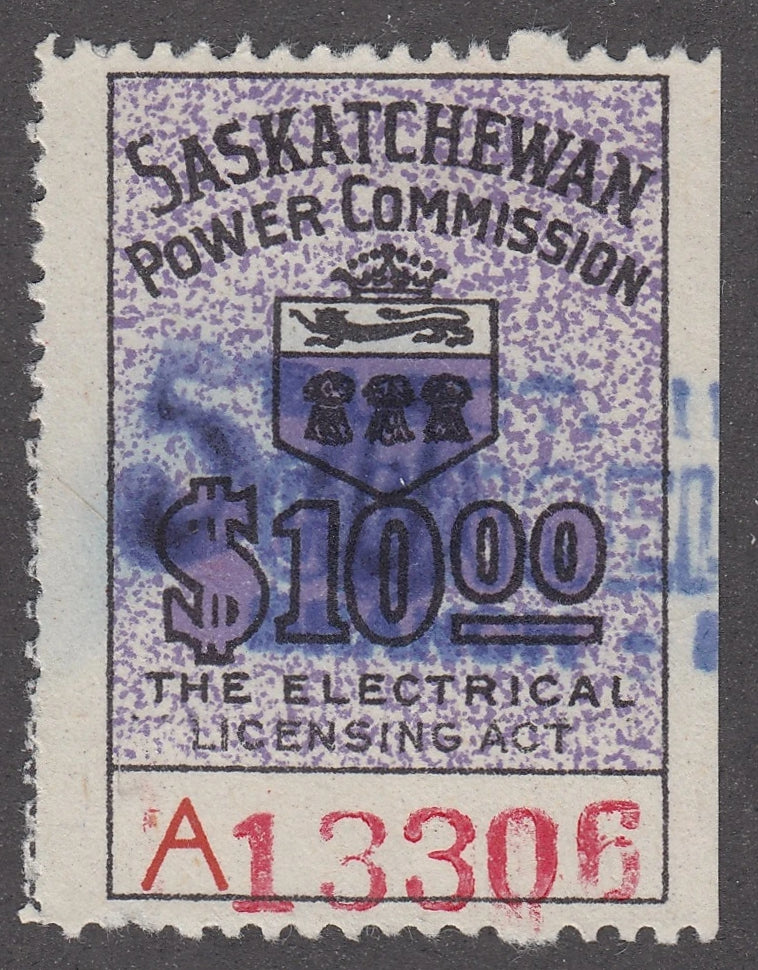 SASKATCHEWAN
POWER COMMISSION
$10.00
THE ELECTRICAL
LICENSING ACT
A13306